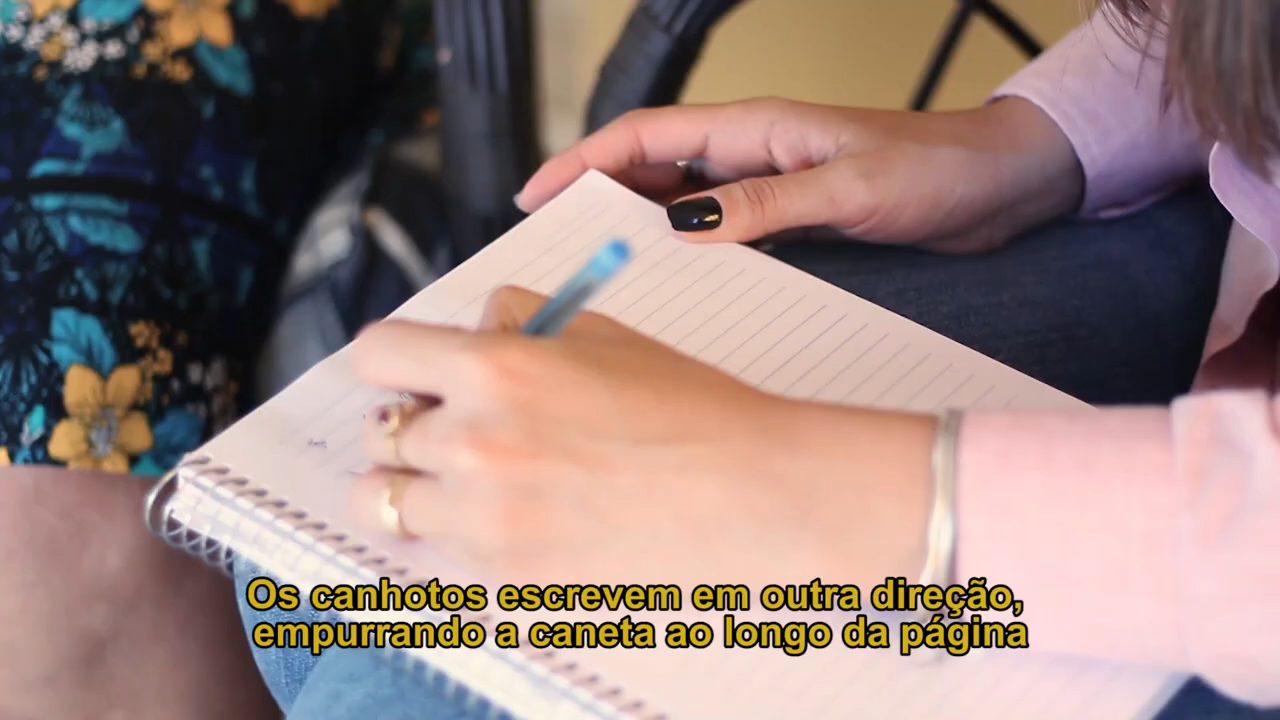 Os canhotos escrevem em outra direção,
empurrando a caneta ao longo da página